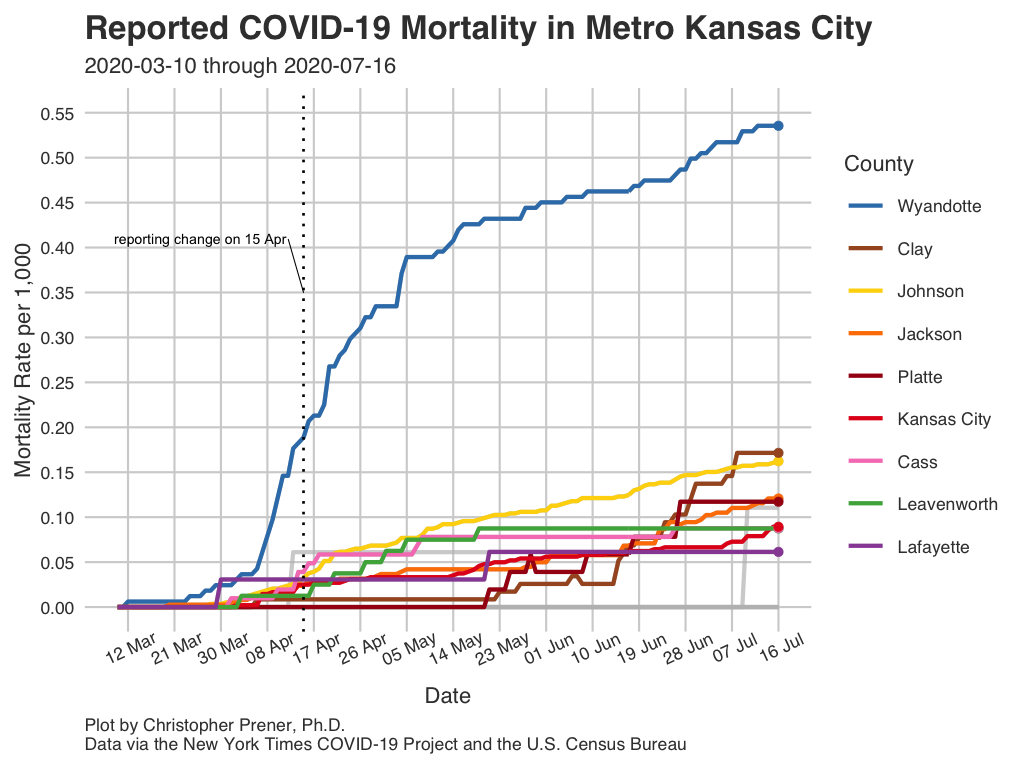 Reported COVID-19 Mortality in Metro Kansas City
2020-03-10 through 2020-07-16
Mortality Rate per 1,000
0.55
0.50
0.45
0.40
0.35
0.30
0.25
0.20
0.15
0.10
0.05
0.00
reporting change on 15 Apr
12 Mar
21 Mar
30 Mar
08 Apr
17 Apr
26 Apr
05 May
14 May
23 May
01 Jun
10 Jun
19 Jun
28 Jun
07 Jul
16 Jul
Date
County
Wyandotte
Clay
Johnson
Jackson
Platte
Kansas City
Cass
Leavenworth
Lafayette
Plot by Christopher Prener, Ph.D.
Data via the New York Times COVID-19 Project and the U.S. Census Bureau